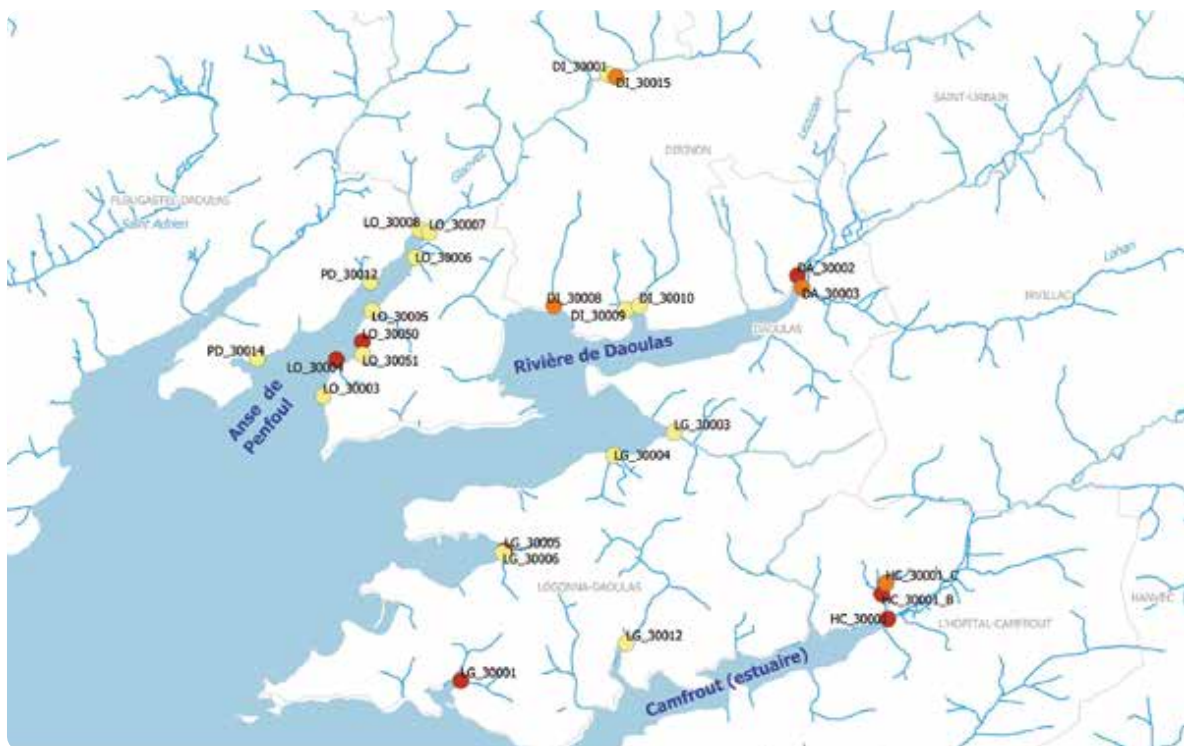 DI_30001
DI_30015
SAINT-URBAIN
DIRINON
PLOUGASTEL-DAOULAS
Saint Adrien
LO_30008
LO_30007
LO_30006
PD_30012
LO_30005
LO_30050
LO_30051
LO_30004
PD_30014
LO_30003
Anse de
Penfoul
DI_30008
DI_30009
DI_30010
DA_30002
DA_30003
Rivière de Daoulas
DAOULAS
IRVILLAC
LG_30003
LG_30004
LG_30005
LG_30006
LOGONNA-DAOULAS
HC_30001_C
HC_30001_B
L'HOPITAL-CAMFROUT
HANVEC
LG_30012
LG_30001
Camfrout (estuaire)